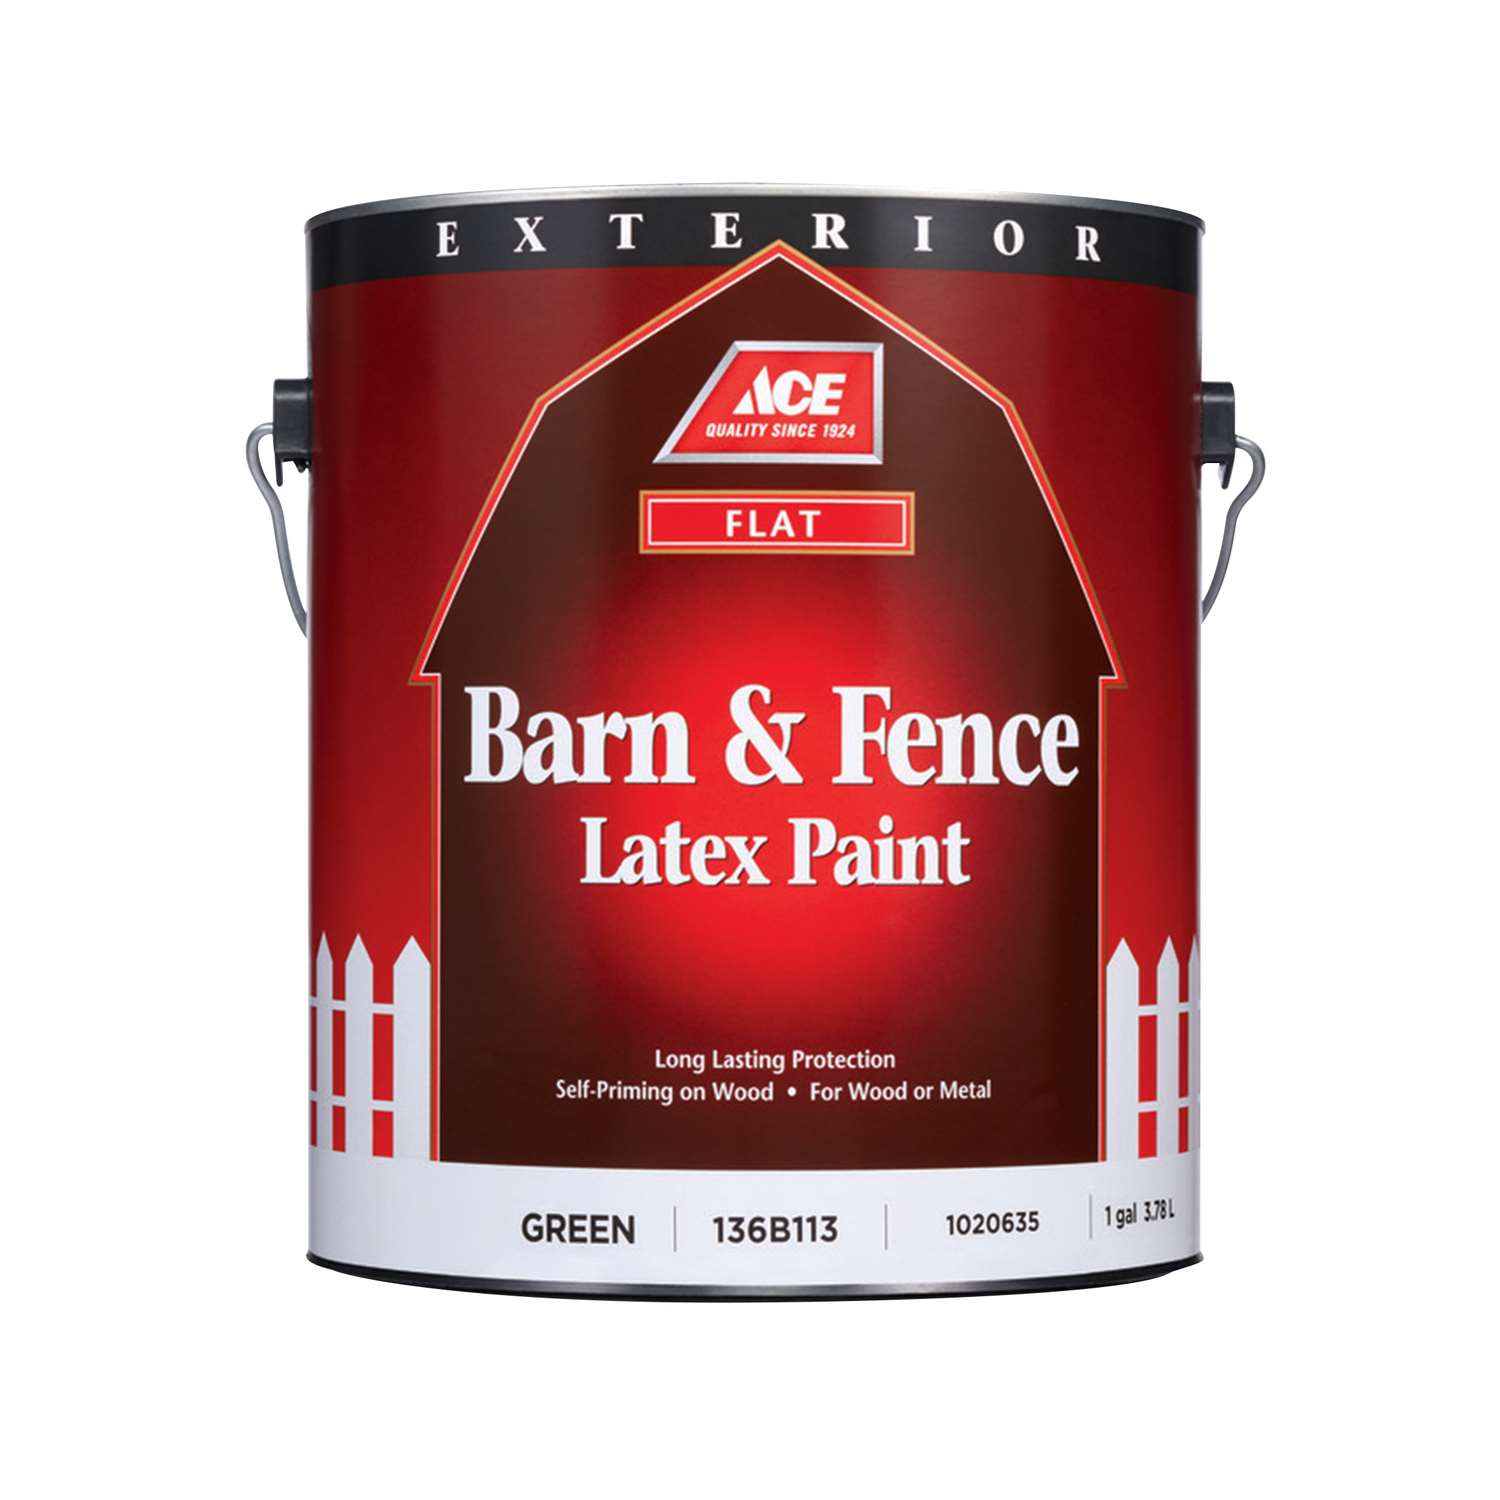 EXTERIOR
ACE
QUALITY SINCE 1924
FLAT
Barn & Fence
Latex Paint
Long Lasting Protection
Self-Priming on Wood • For Wood or Metal
GREEN 136B113 1020635 1 gal 3.78 L